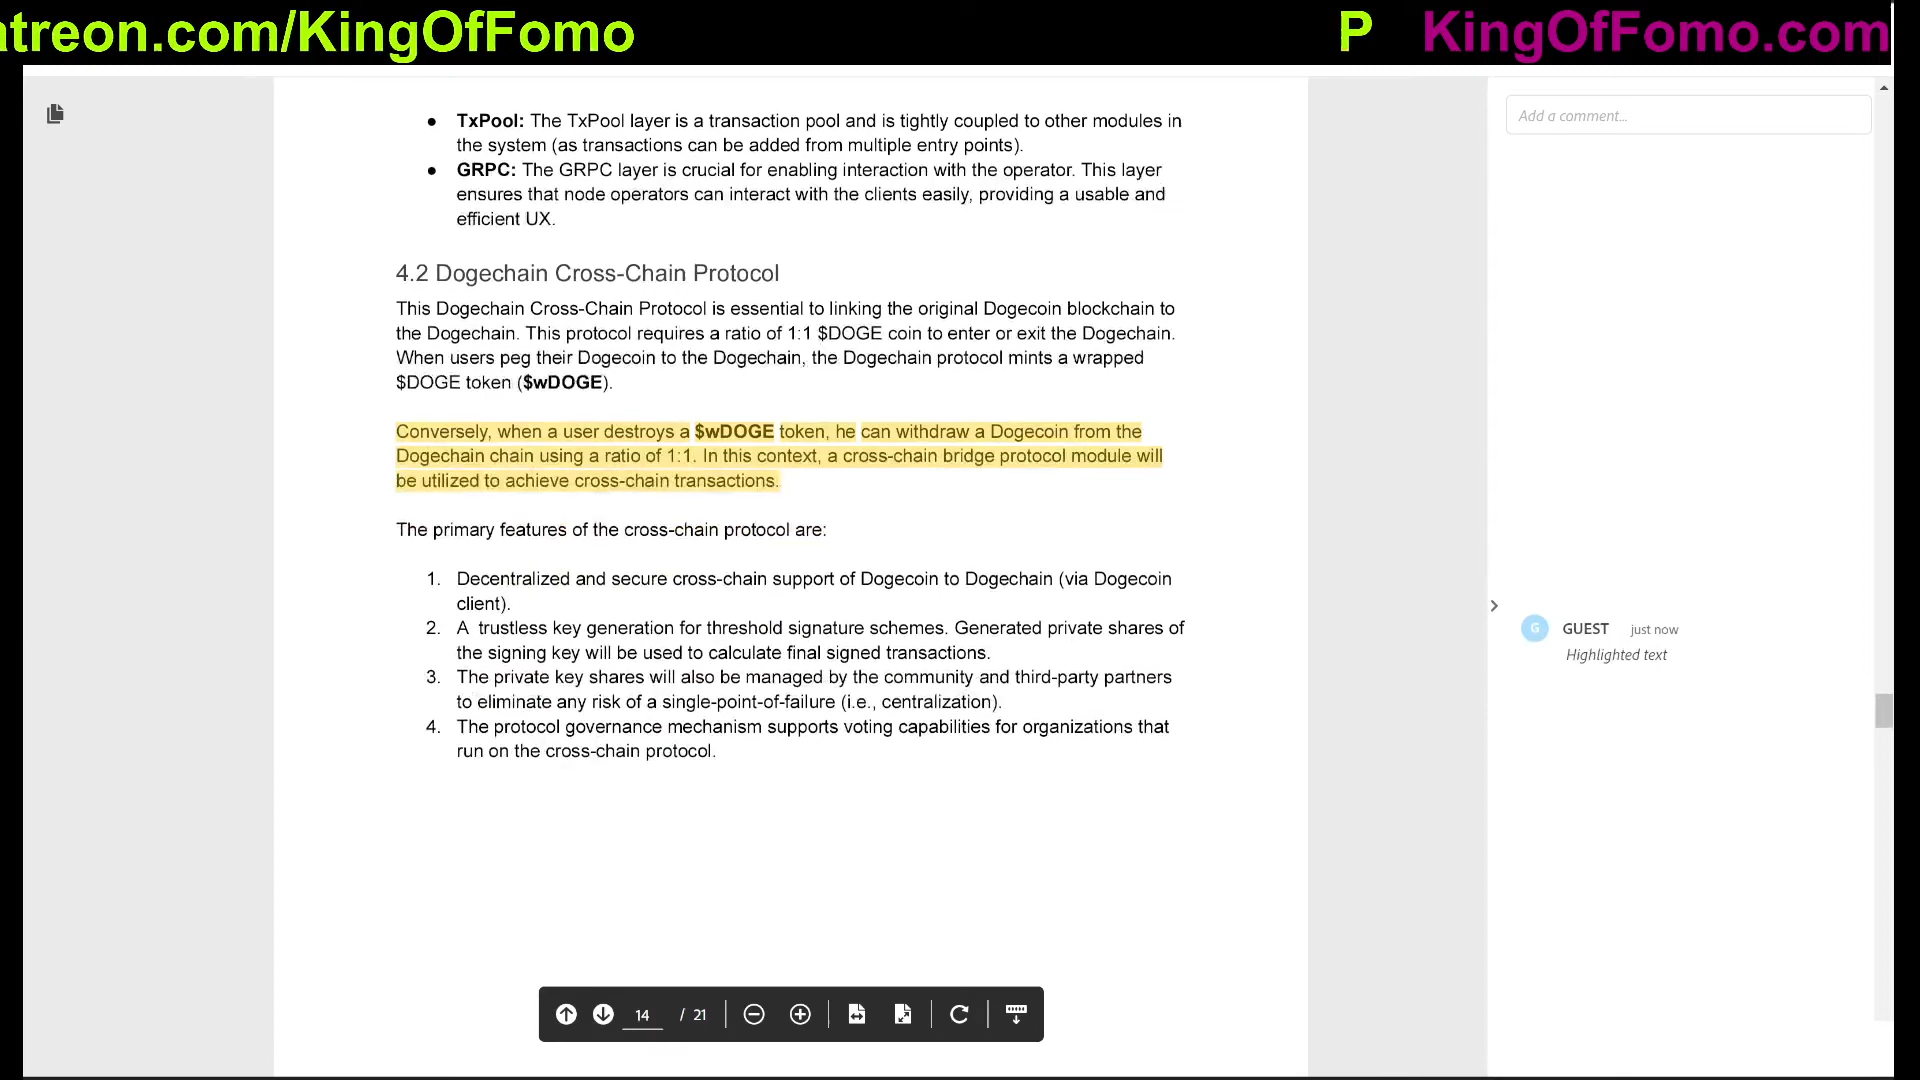 atreon.com/KingOfFomo P KingOfFomo.com
Add a comment...
● TxPool: The TxPool layer is a transaction pool and is tightly coupled to other modules in
the system (as transactions can be added from multiple entry points).
● GRPC: The GRPC layer is crucial for enabling interaction with the operator. This layer
ensures that node operators can interact with the clients easily, providing a usable and
efficient UX.
4.2 Dogechain Cross-Chain Protocol
This Dogechain Cross-Chain Protocol is essential to linking the original Dogecoin blockchain to
the Dogechain. This protocol requires a ratio of 1:1 $DOGE coin to enter or exit the Dogechain.
When users peg their Dogecoin to the Dogechain, the Dogechain protocol mints a wrapped
$DOGE token ($wDOGE).
Conversely, when a user destroys a $wDOGE token, he can withdraw a Dogecoin from the
Dogechain chain using a ratio of 1:1. In this context, a cross-chain bridge protocol module will
be utilized to achieve cross-chain transactions.
The primary features of the cross-chain protocol are:
1. Decentralized and secure cross-chain support of Dogecoin to Dogechain (via Dogecoin
client).
2. A trustless key generation for threshold signature schemes. Generated private shares of
the signing key will be used to calculate final signed transactions.
3. The private key shares will also be managed by the community and third-party partners
to eliminate any risk of a single-point-of-failure (i.e., centralization).
4. The protocol governance mechanism supports voting capabilities for organizations that
run on the cross-chain protocol.
G GUEST just now
Highlighted text
14 / 21